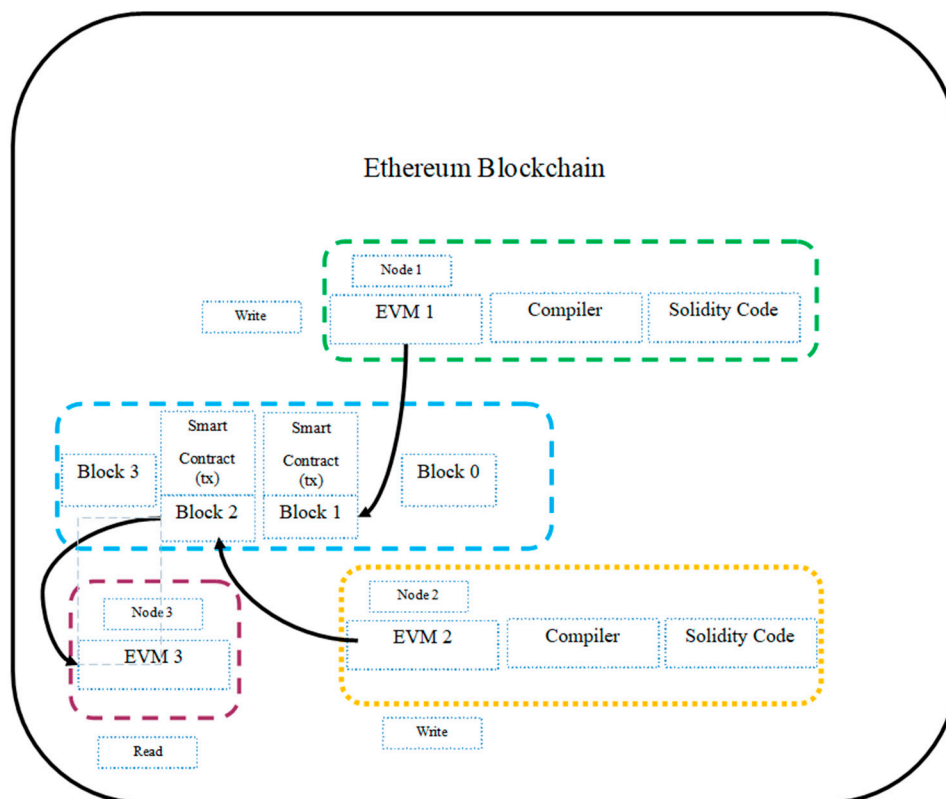 Ethereum Blockchain
Node 1
Write
EVM 1
Compiler
Solidity Code
Block 3
Smart
Contract
(tx)
Block 2
Smart
Contract
(tx)
Block 1
Block 0
Node 3
EVM 3
Read
Node 2
EVM 2
Compiler
Solidity Code
Write